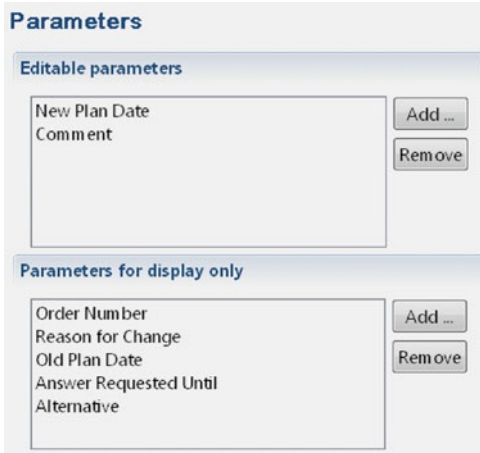 Parameters
Editable parameters
New Plan Date
Comment
Add ...
Remove
Parameters for display only
Order Number
Reason for Change
Old Plan Date
Answer Requested Until
Alternative
Add ...
Remove